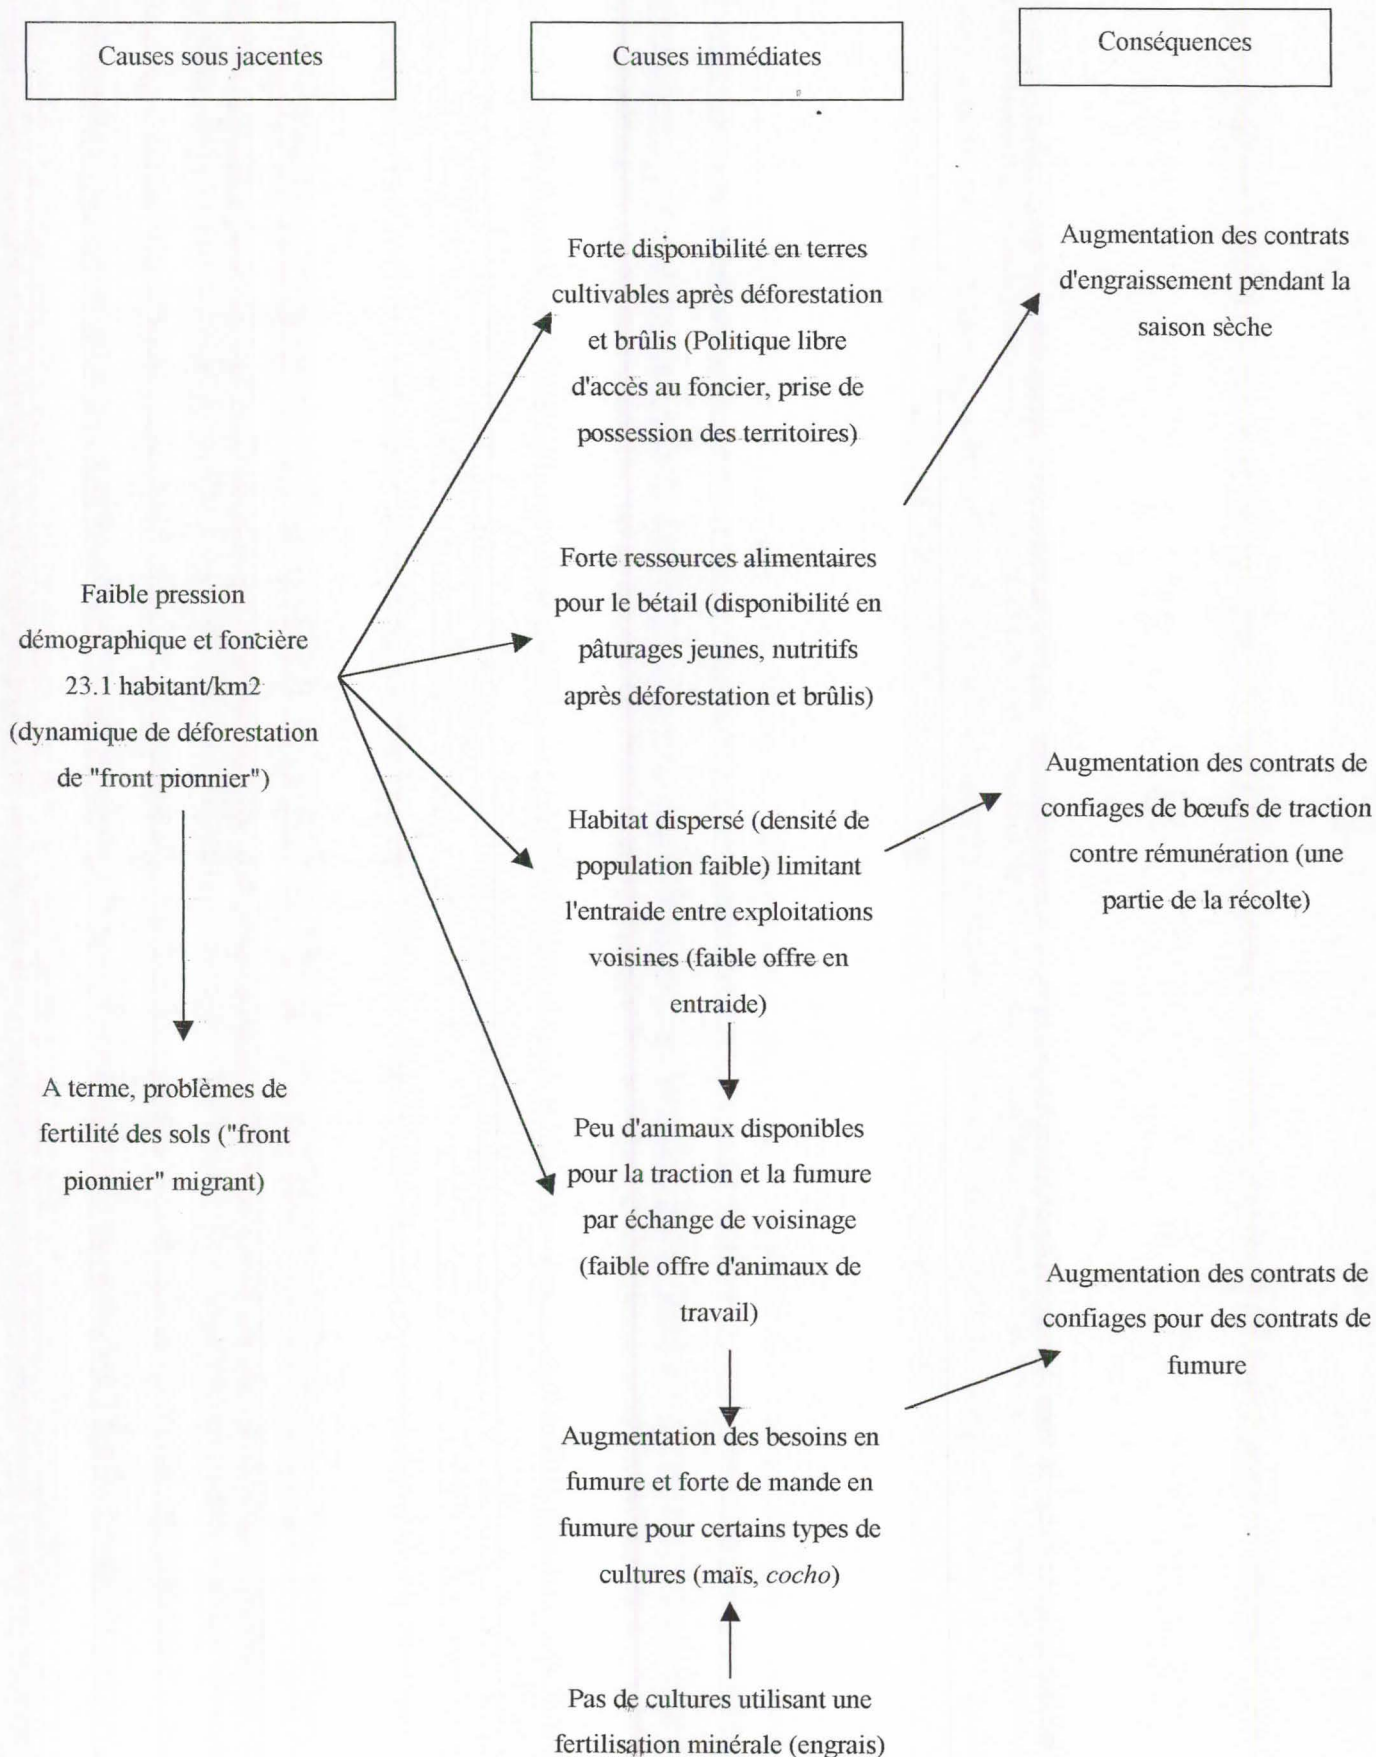 Causes sous jacentes
Causes immédiates
Conséquences
Faible pression
démographique et foncière
23.1 habitant/km2
(dynamique de déforestation
de "front pionnier")
A terme, problèmes de
fertilité des sols ("front
pionnier" migrant)
Forte disponibilité en terres
cultivables après déforestation
et brûlis (Politique libre
d'accès au foncier, prise de
possession des territoires)
Forte ressources alimentaires
pour le bétail (disponibilité en
pâturages jeunes, nutritifs
après déforestation et brûlis)
Habitat dispersé (densité de
population faible) limitant
l'entraide entre exploitations
voisines (faible offre en
entraide)
Peu d'animaux disponibles
pour la traction et la fumure
par échange de voisinage
(faible offre d'animaux de
travail)
Augmentation des besoins en
fumure et forte de mande en
fumure pour certains types de
cultures (maïs, cocho)
Pas de cultures utilisant une
fertilisation minérale (engrais)
Augmentation des contrats
d'engraissement pendant la
saison sèche
Augmentation des contrats de
confiages de bœufs de traction
contre rémunération (une
partie de la récolte)
Augmentation des contrats de
confiages pour des contrats de
fumure